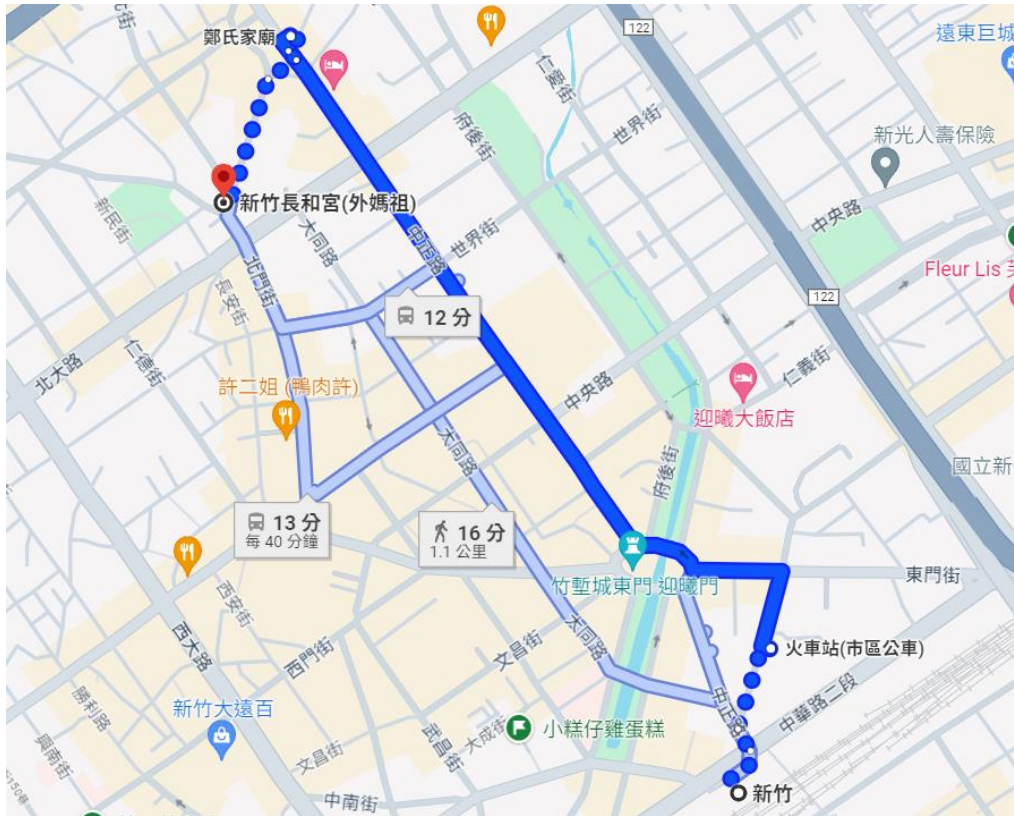 鄭氏家廟
122
遠東巨城
仁愛街
府後街
世界街
新光人壽保險
中央路
新竹長和宮(外媽祖)
新民街
大同路
中正路
世界街
北門街
長安街
Fleur Lis
122
12 分
北大路
仁德街
仁義街
許二姐 (鴨肉許)
中央路
迎曦大飯店
大同路
府後街
國立新
13 分
每 40 分鐘
16 分
1.1 公里
竹塹城東門 迎曦門
東門街
西安街
西大路
西門街
文昌街
大同路
火車站(市區公車)
中正路
中華路二段
勝利路
新竹大遠百
小糕仔雞蛋糕
大成街
武昌街
興南街
文昌街
中南街
新竹